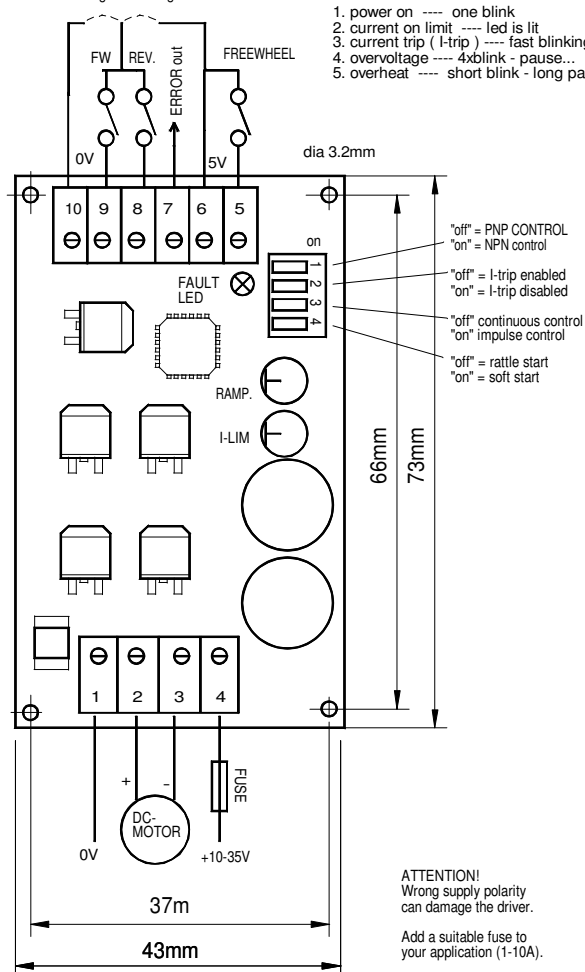 1. power on ---- one blink
2. current on limit ---- led is lit
3. current trip ( I-trip ) ---- fast blinking
4. overvoltage ---- 4xblink - pause...
5. overheat ---- short blink - long
FW REV. ERROR out FREEWHEEL
0V 5V
dia 3.2mm
10 9 8 7 6 5
on
1
2
3
4
FAULT
LED
"off" = PNP CONTROL
"on" = NPN control
"off" = I-trip enabled
"on" = I-trip disabled
"off" continuous control
"on" impulse control
"off" = rattle start
"on" = soft start
RAMP.
I-LIM
66mm
73mm
1 2 3 4
+ -
DC-
MOTOR
FUSE
0V
+10-35V
37m
43mm
ATTENTION!
Wrong supply polarity
can damage the driver.
Add a suitable fuse to
your application (1-10A).